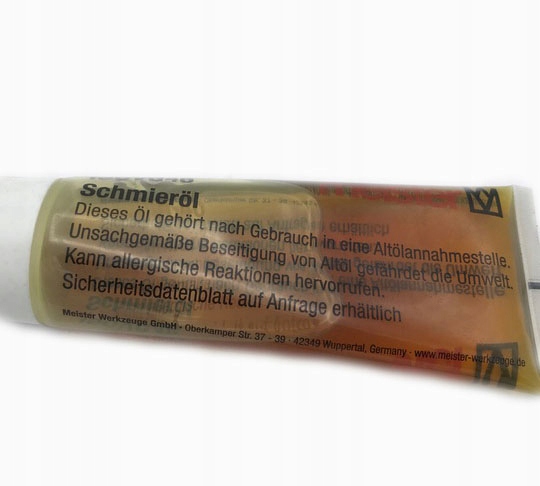 Schmieröl
Dieses Öl gehört nach Gebrauch in eine Altölannahmestelle.
Unsachgemäße Beseitigung von Altöl gefährdet die Umwelt.
Kann allergische Reaktionen hervorrufen.
Sicherheitsdatenblatt auf Anfrage erhältlich
Meister Werkzeuge GmbH - Oberkamper Str. 37 - 39 - 42349 Wuppertal, Germany - www.meister-werkzeuge.de